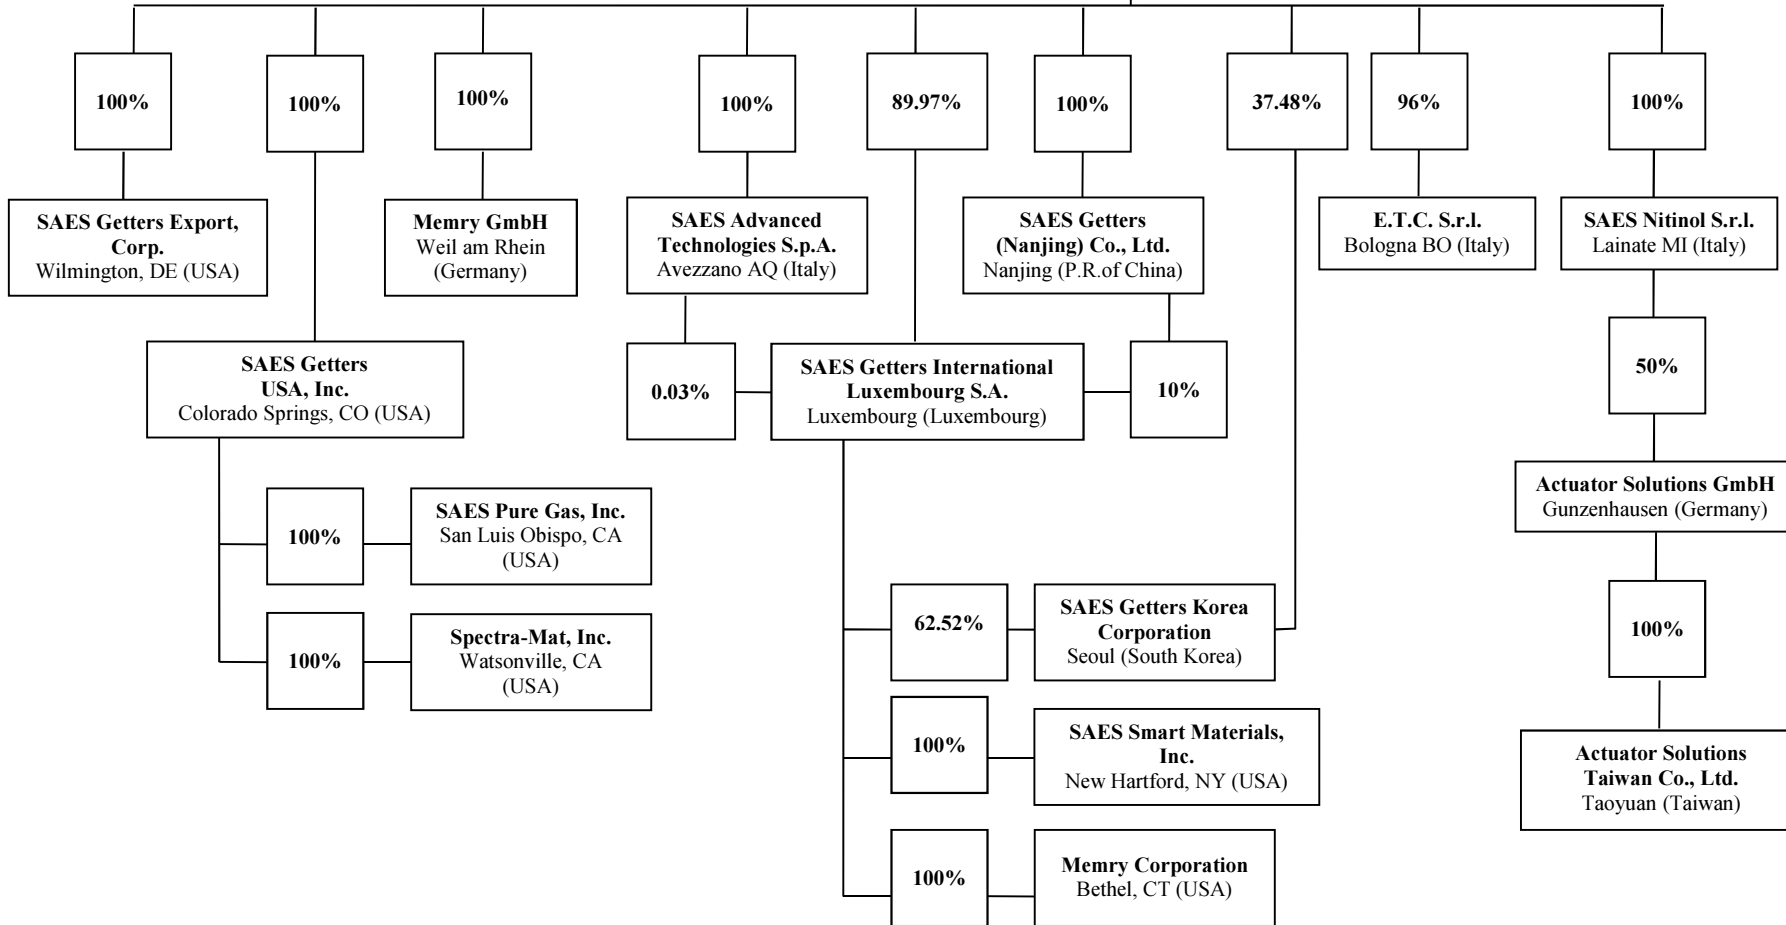 100%
100%
100%
100%
89.97%
100%
37.48%
96%
100%
SAES Getters Export,
Corp.
Wilmington, DE (USA)
Memry GmbH
Weil am Rhein
(Germany)
SAES Advanced
Technologies S.p.A.
Avezzano AQ (Italy)
SAES Getters
(Nanjing) Co., Ltd.
Nanjing (P.R.of China)
E.T.C. S.r.l.
Bologna BO (Italy)
SAES Nitinol S.r.l.
Lainate MI (Italy)
SAES Getters
USA, Inc.
Colorado Springs, CO (USA)
0.03%
SAES Getters International
Luxembourg S.A.
Luxembourg (Luxembourg)
10%
50%
100%
SAES Pure Gas, Inc.
San Luis Obispo, CA
(USA)
Actuator Solutions GmbH
Gunzenhausen (Germany)
100%
Spectra-Mat, Inc.
Watsonville, CA
(USA)
62.52%
SAES Getters Korea
Corporation
Seoul (South Korea)
100%
100%
SAES Smart Materials,
Inc.
New Hartford, NY (USA)
Actuator Solutions
Taiwan Co., Ltd.
Taoyuan (Taiwan)
100%
Memry Corporation
Bethel, CT (USA)